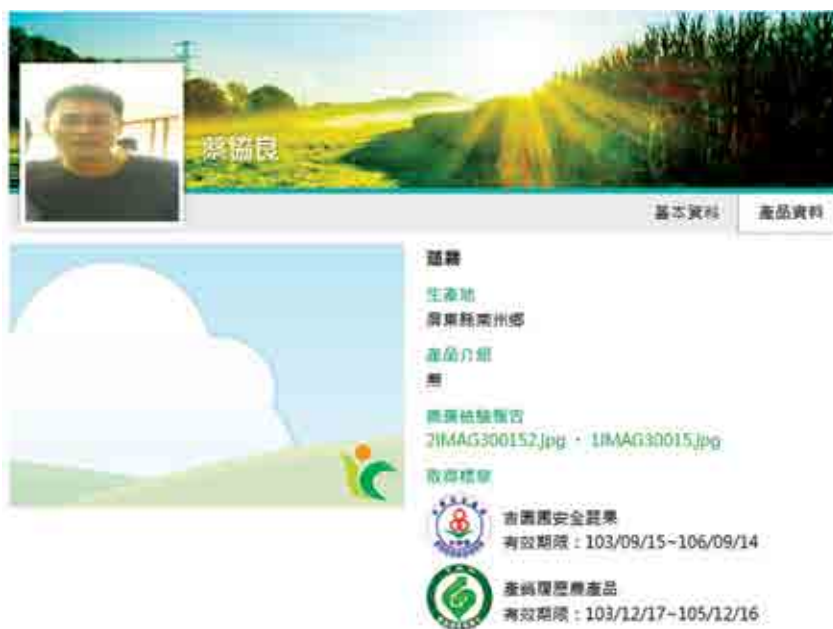 蔡協良
基本資料
產品資料
蓮霧
生產地
屏東縣南州鄉
產品介紹
無
農藥檢驗報告
2IMAG300152.jpg · 1IMAG30015.jpg
取得標章
吉園圃安全蔬果
有效期限：103/09/15~106/09/14
產銷履歷農產品
有效期限：103/12/17~105/12/16